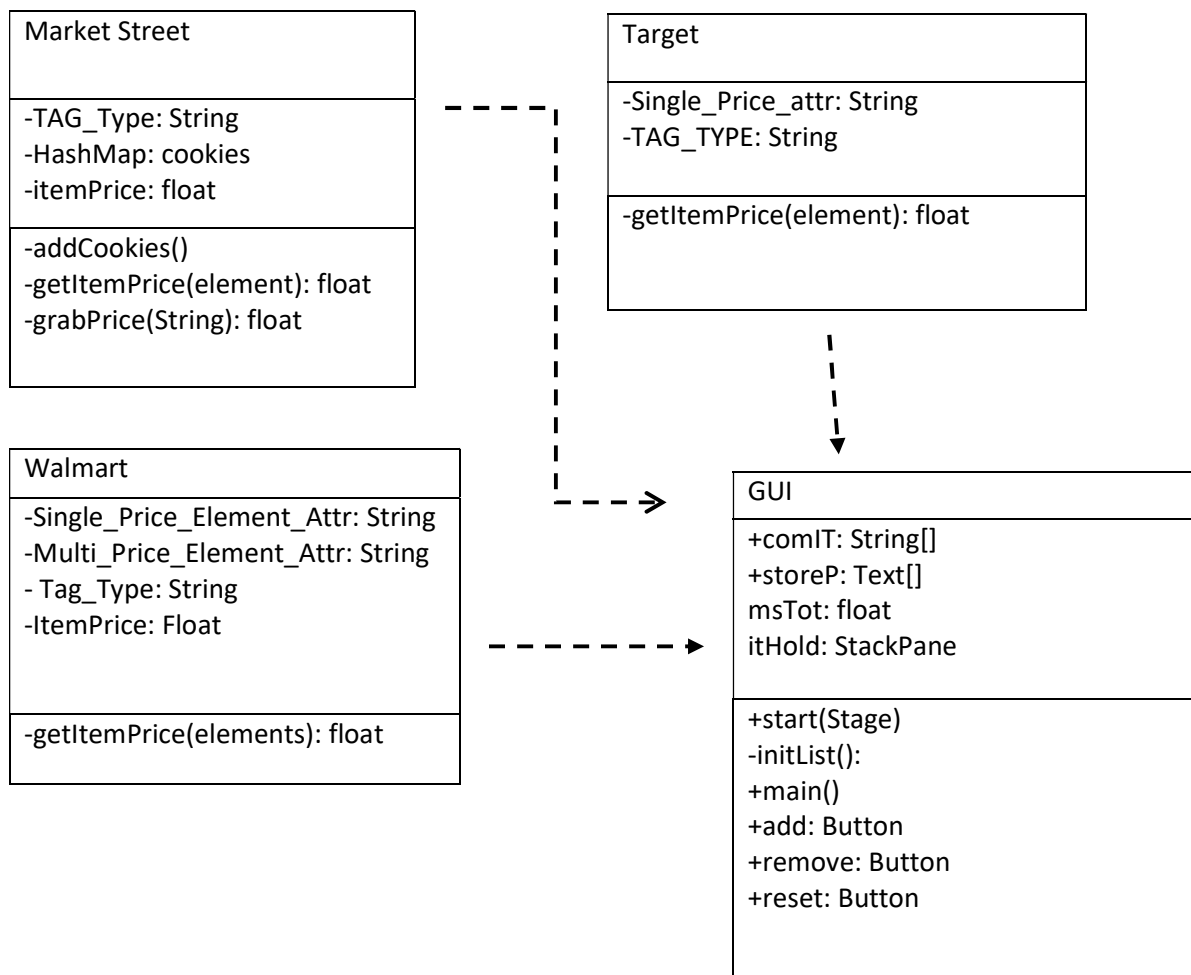 Market Street
-TAG_Type: String
-HashMap: cookies
-itemPrice: float
-addCookies()
-getItemPrice(element): float
-grabPrice(String): float
Target
-Single_Price_attr: String
-TAG_TYPE: String
-getItemPrice(element): float
Walmart
-Single_Price_Element_Attr: String
-Multi_Price_Element_Attr: String
- Tag_Type: String
-ItemPrice: Float
-getItemPrice(elements): float
GUI
+comIT: String[]
+storeP: Text[]
msTot: float
itHold: StackPane
+start(Stage)
-initList():
+main()
+add: Button
+remove: Button
+reset: Button